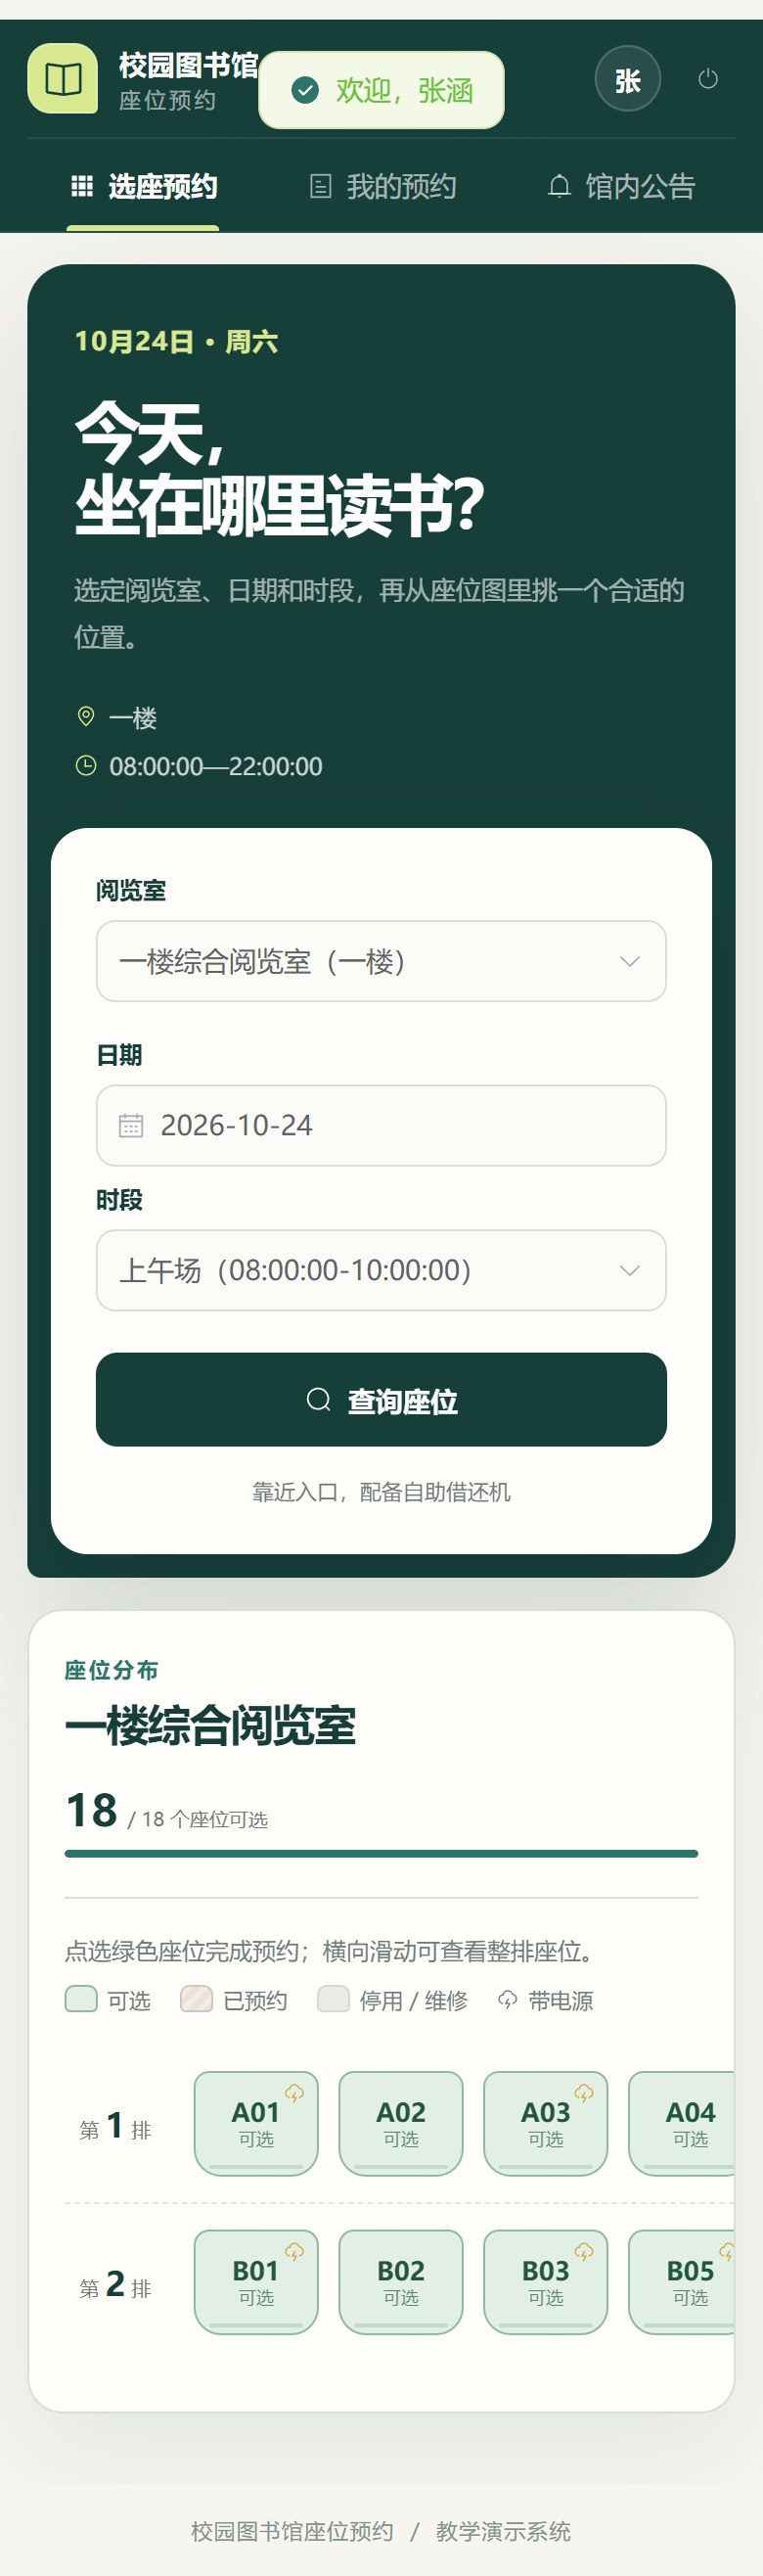 校园图书馆
座位预约
欢迎，张涵
张
选座预约
我的预约
馆内公告
10月24日 • 周六
今天，
坐在哪里读书？
选定阅览室、日期和时段，再从座位图里挑一个合适的
位置。
一楼
08:00:00—22:00:00
阅览室
一楼综合阅览室（一楼）
日期
2026-10-24
时段
上午场（08:00:00-10:00:00）
查询座位
靠近入口，配备自助借还机
座位分布
一楼综合阅览室
18 / 18 个座位可选
点选绿色座位完成预约；横向滑动可查看整排座位。
可选 已预约 停用 / 维修 带电源
第 1 排
A01 A02 A03 A04
可选 可选 可选 可选
第 2 排
B01 B02 B03 B05
可选 可选 可选 可选
校园图书馆座位预约 / 教学演示系统